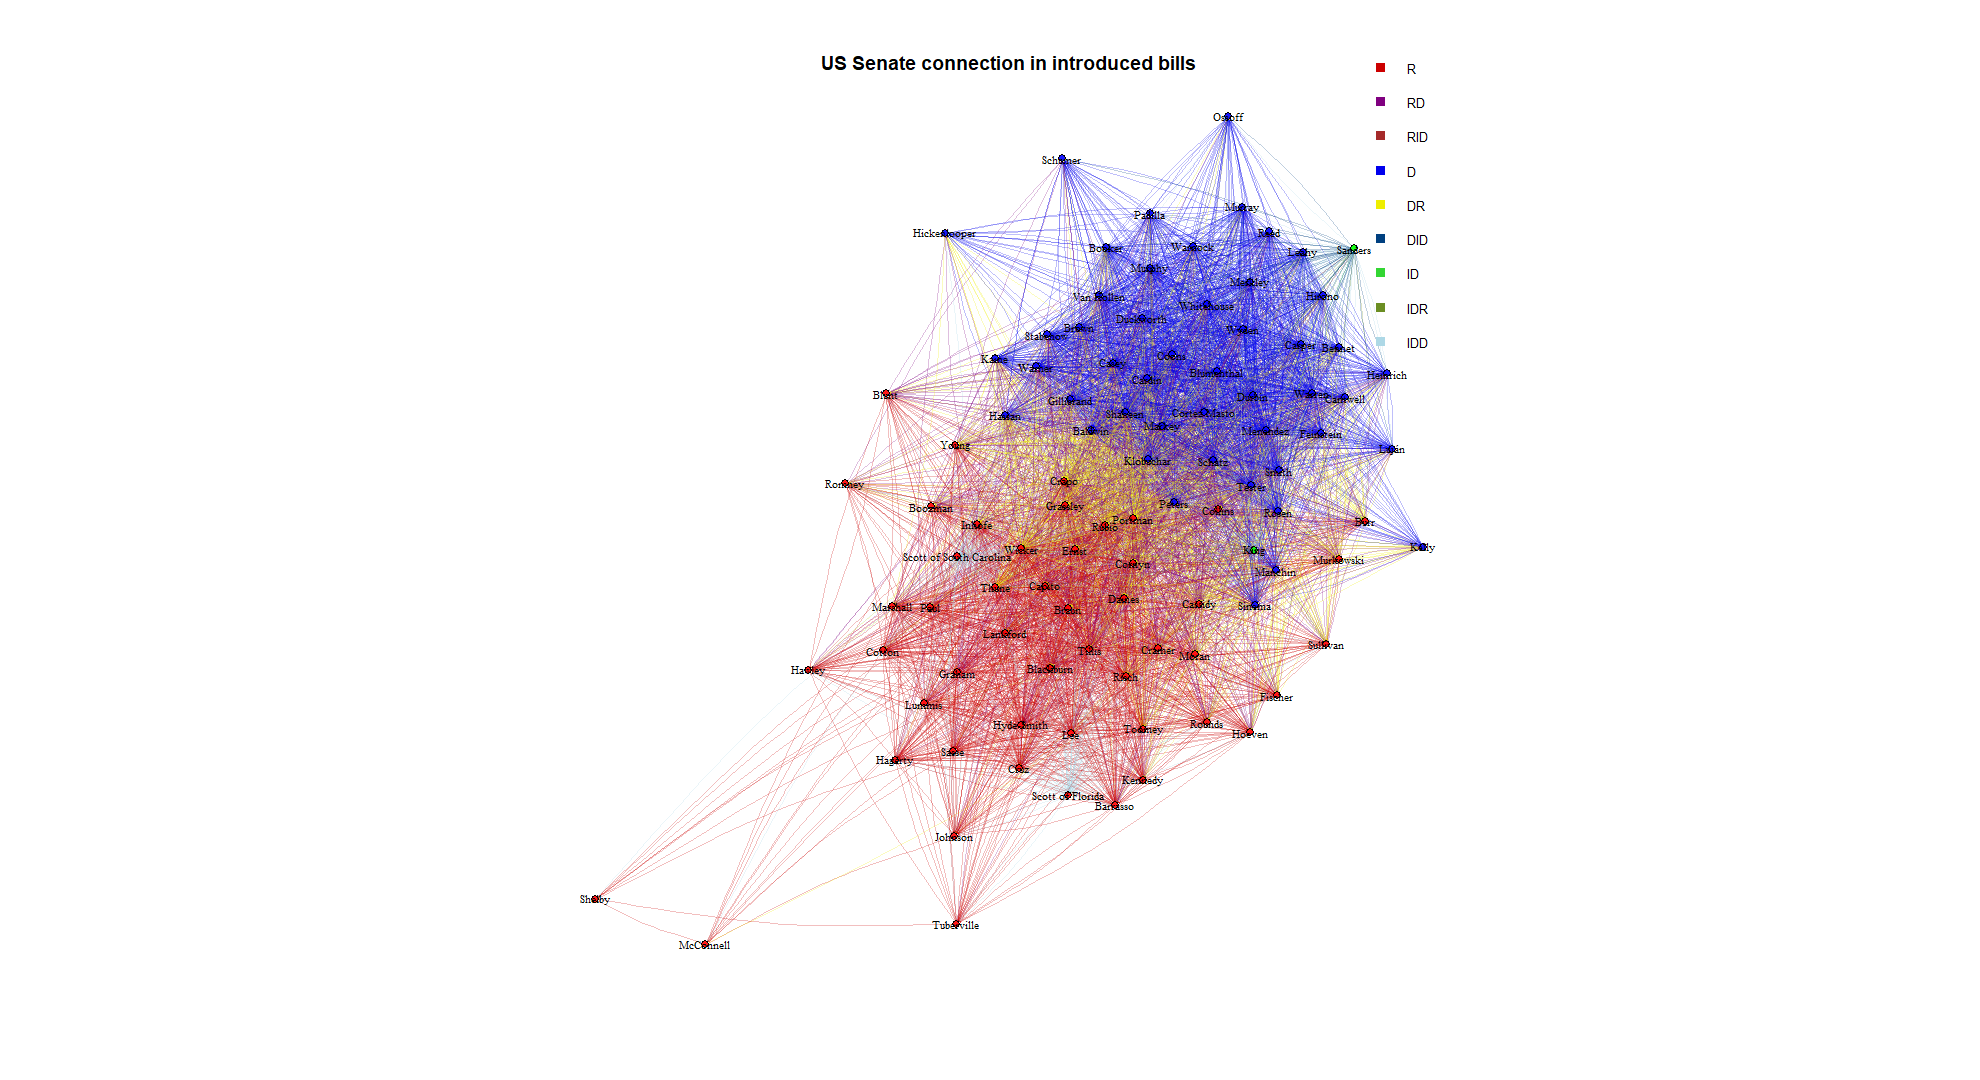 US Senate connection in introduced bills
R
RD
RID
D
DR
DID
ID
IDR
IDD
Ossoff
Schumer
Murray
Padilla
Hickenlooper
Reed
Booker
Warnock
Sanders
Leahy
Murphy
Merkley
Van Hollen
Hirono
Whitehouse
Duckworth
Brown
Wyden
Stabenow
Carper
Bennet
Kaine
Coons
Warner
Casey
Blumenthal
Heinrich
Cardin
Blunt
Gillibrand
Durbin
Warren
Cantwell
Hassan
Shaheen
Cortez Masto
Markey
Baldwin
Menendez
Feinstein
Young
Luján
Klobuchar
Schatz
Smith
Romney
Crapo
Tester
Boozman
Grassley
Peters
Collins
Rosen
Inhofe
Rubio
Portman
Burr
Kelly
Scott of South Carolina
Wicker
Ernst
King
Cornyn
Murkowski
Manchin
Thune
Capito
Marshall
Paul
Braun
Daines
Cassidy
Sinema
Lankford
Cotton
Tillis
Cramer
Moran
Sullivan
Hawley
Graham
Blackburn
Risch
Fischer
Lummis
Hyde-Smith
Lee
Toomey
Rounds
Hoeven
Sasse
Hagerty
Cruz
Kennedy
Scott of Florida
Barrasso
Johnson
Shelby
Tuberville
McConnell